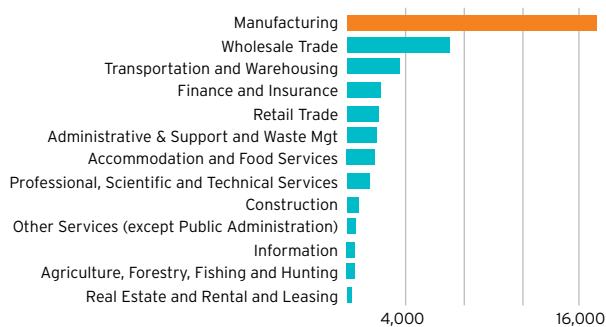 Manufacturing
Wholesale Trade
Transportation and Warehousing
Finance and Insurance
Retail Trade
Administrative & Support and Waste Mgt
Accommodation and Food Services
Professional, Scientific and Technical Services
Construction
Other Services (except Public Administration)
Information
Agriculture, Forestry, Fishing and Hunting
Real Estate and Rental and Leasing
4,000 16,000